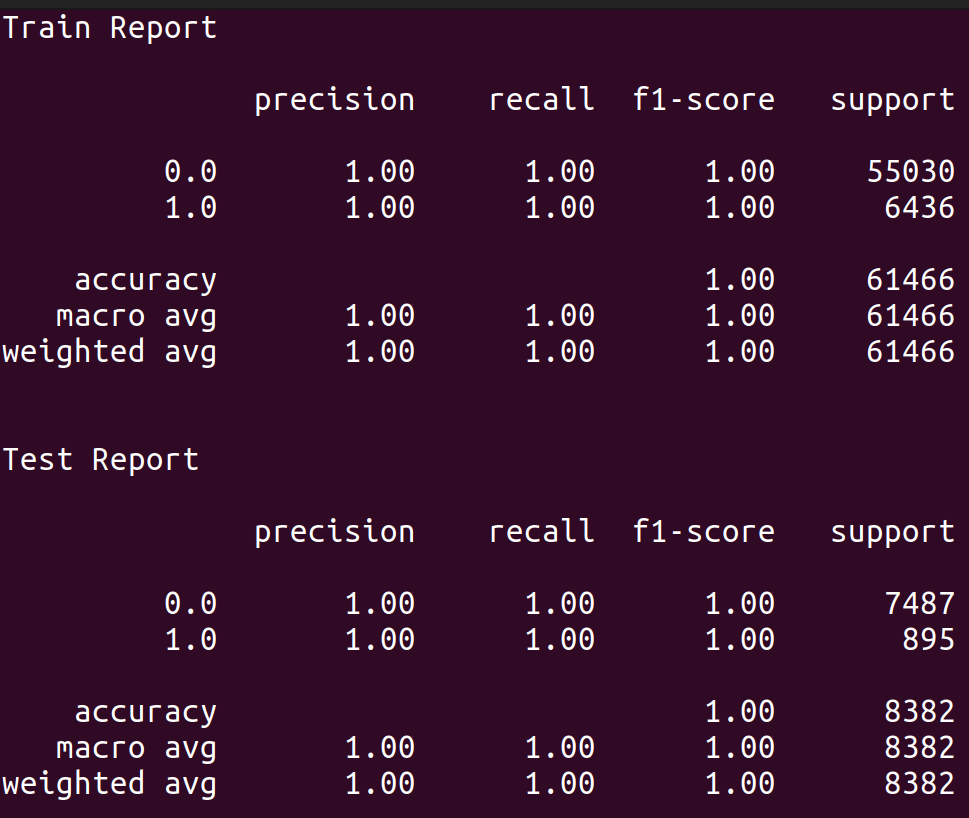 Train Report
precision recall f1-score support
0.0 1.00 1.00 1.00 55030
1.0 1.00 1.00 1.00 6436
accuracy 1.00 61466
macro avg 1.00 1.00 1.00 61466
weighted avg 1.00 1.00 1.00 61466
Test Report
precision recall f1-score support
0.0 1.00 1.00 1.00 7487
1.0 1.00 1.00 1.00 895
accuracy 1.00 8382
macro avg 1.00 1.00 1.00 8382
weighted avg 1.00 1.00 1.00 8382